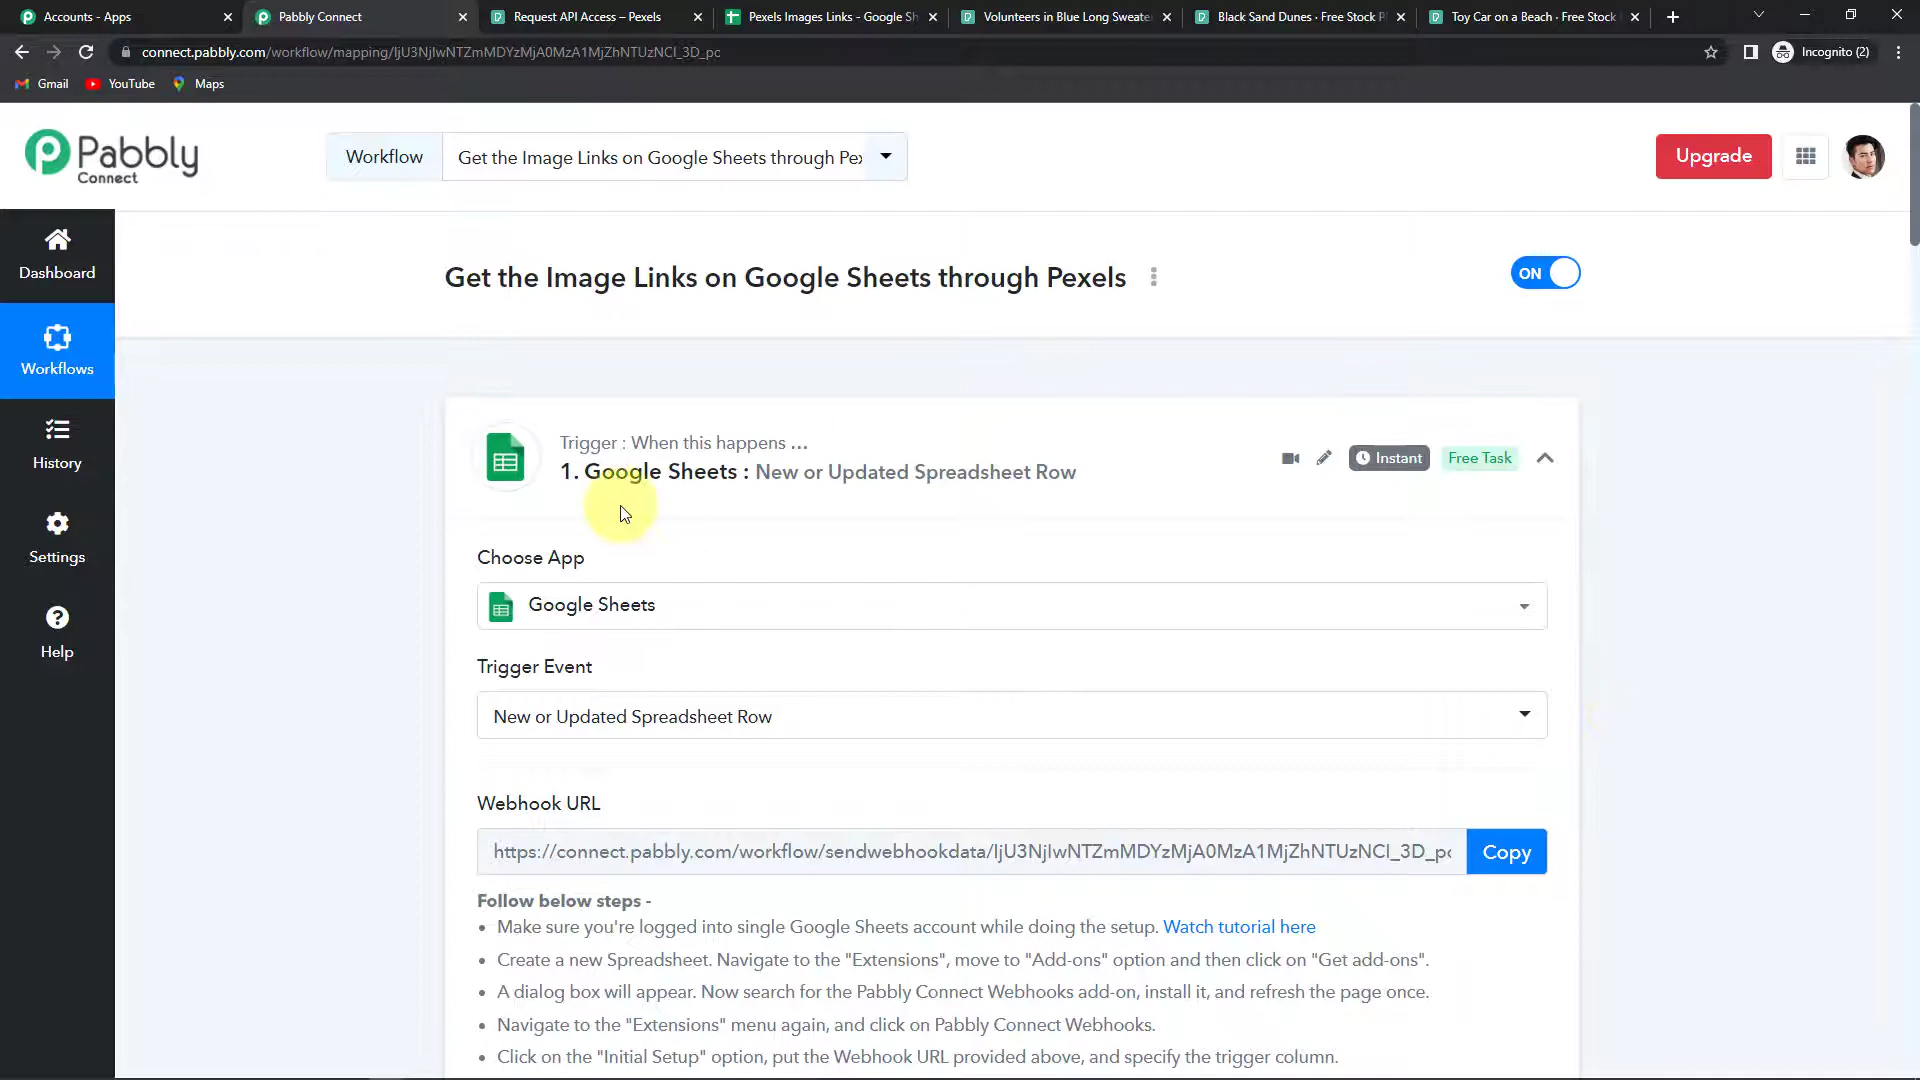 Accounts - Apps
Pabbly Connect
Request API Access – Pexels
Pexels Images Links - Google Sh
Volunteers in Blue Long Sweate
Black Sand Dunes · Free Stock P
Toy Car on a Beach · Free Stock
connect.pabbly.com/workflow/mapping/IjU3NjIwNTZmMDYzMjA0MzA1MjZhNTUzNCI_3D_pc
Incognito (2)
Gmail
YouTube
Maps
Pabbly
Connect
Workflow
Get the Image Links on Google Sheets through Pex
Upgrade
Dashboard
Workflows
History
Settings
Help
Get the Image Links on Google Sheets through Pexels
ON
Trigger : When this happens ...
1. Google Sheets : New or Updated Spreadsheet Row
Instant
Free Task
Choose App
Google Sheets
Trigger Event
New or Updated Spreadsheet Row
Webhook URL
https://connect.pabbly.com/workflow/sendwebhookdata/IjU3NjIwNTZmMDYzMjA0MzA1MjZhNTUzNCI_3D_pc
Copy
Follow below steps -
• Make sure you're logged into single Google Sheets account while doing the setup. Watch tutorial here
• Create a new Spreadsheet. Navigate to the "Extensions", move to "Add-ons" option and then click on "Get add-ons".
• A dialog box will appear. Now search for the Pabbly Connect Webhooks add-on, install it, and refresh the page once.
• Navigate to the "Extensions" menu again, and click on Pabbly Connect Webhooks.
• Click on the "Initial Setup" option, put the Webhook URL provided above, and specify the trigger column.